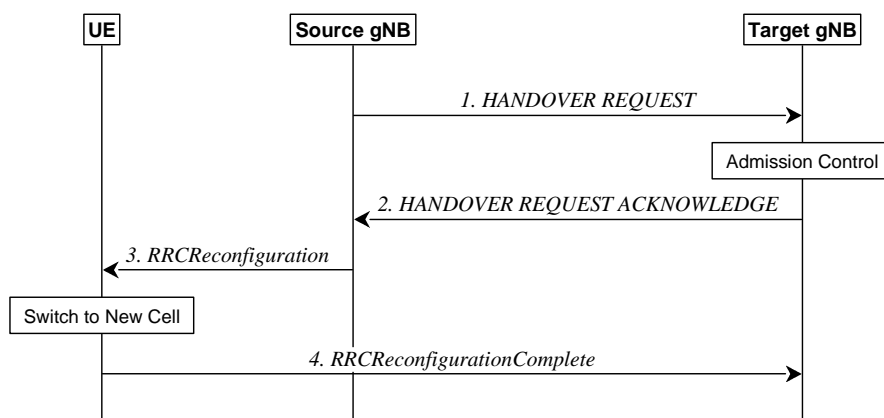 UE
Source gNB
Target gNB
1. HANDOVER REQUEST
Admission Control
2. HANDOVER REQUEST ACKNOWLEDGE
3. RRCReconfiguration
Switch to New Cell
4. RRCReconfigurationComplete